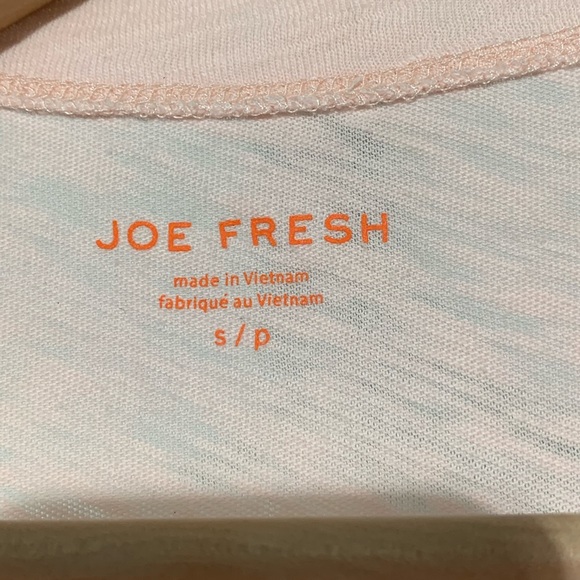 JOE FRESH
made in Vietnam
fabriqué au Vietnam
s / p